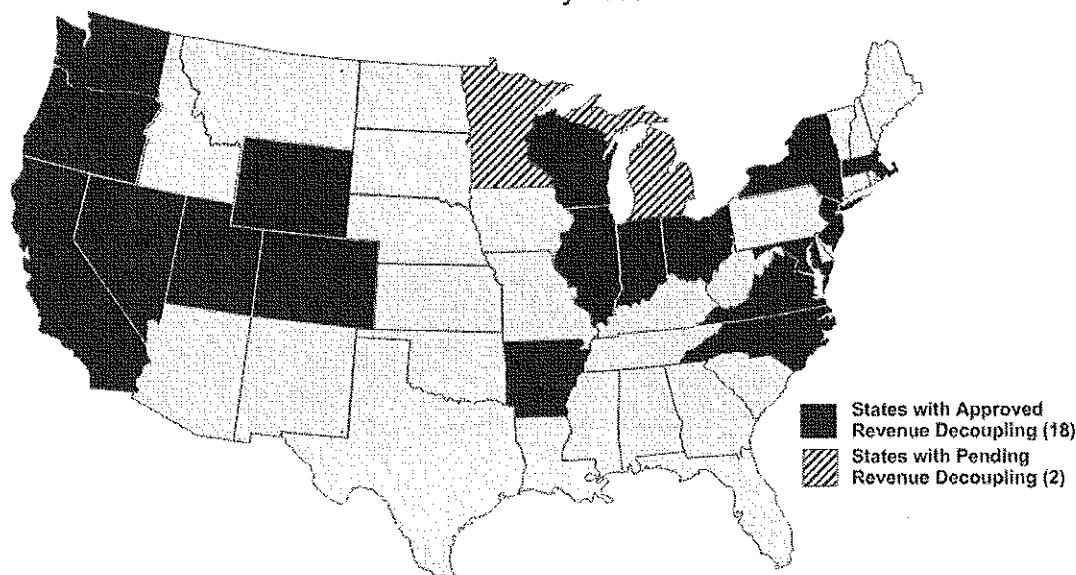 States with Approved
Revenue Decoupling (18)
States with Pending
Revenue Decoupling (2)